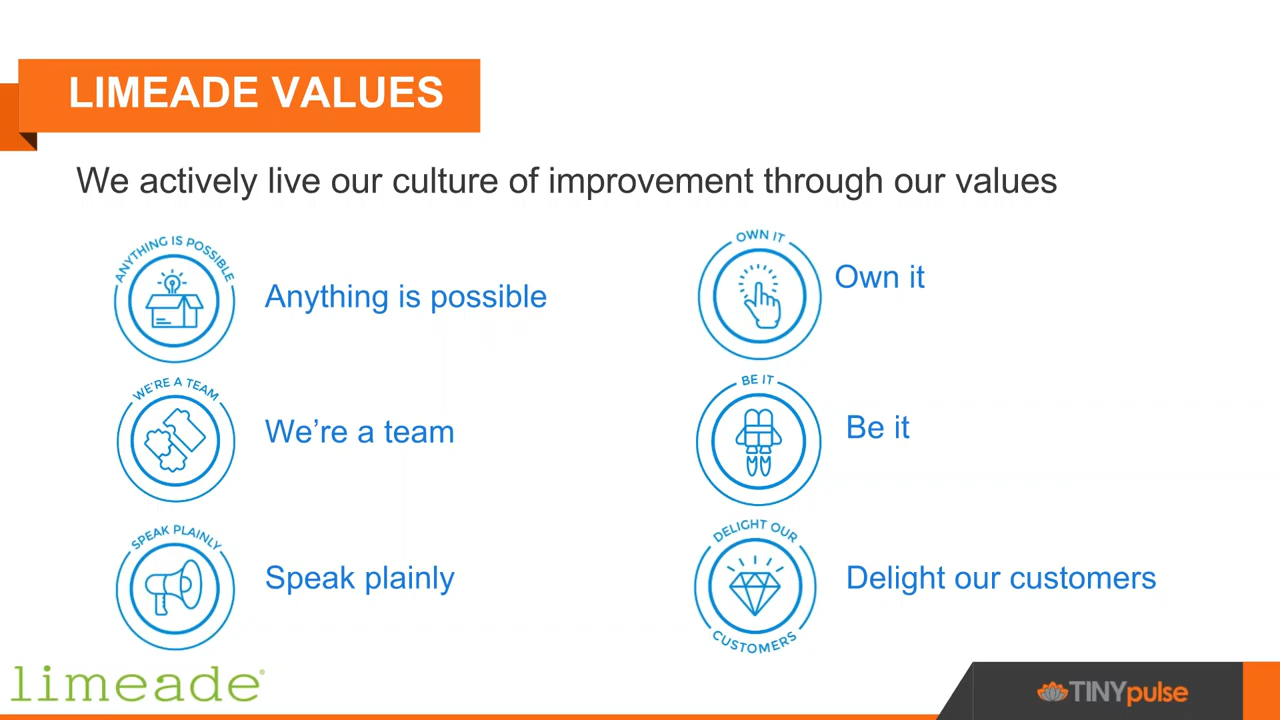 LIMEADE VALUES
We actively live our culture of improvement through our values
ANYTHING IS POSSIBLE
Anything is possible
OWN IT
Own it
WE'RE A TEAM
We’re a team
BE IT
Be it
SPEAK PLAINLY
Speak plainly
DELIGHT OUR
CUSTOMERS
Delight our customers
limeade®
TINYpulse